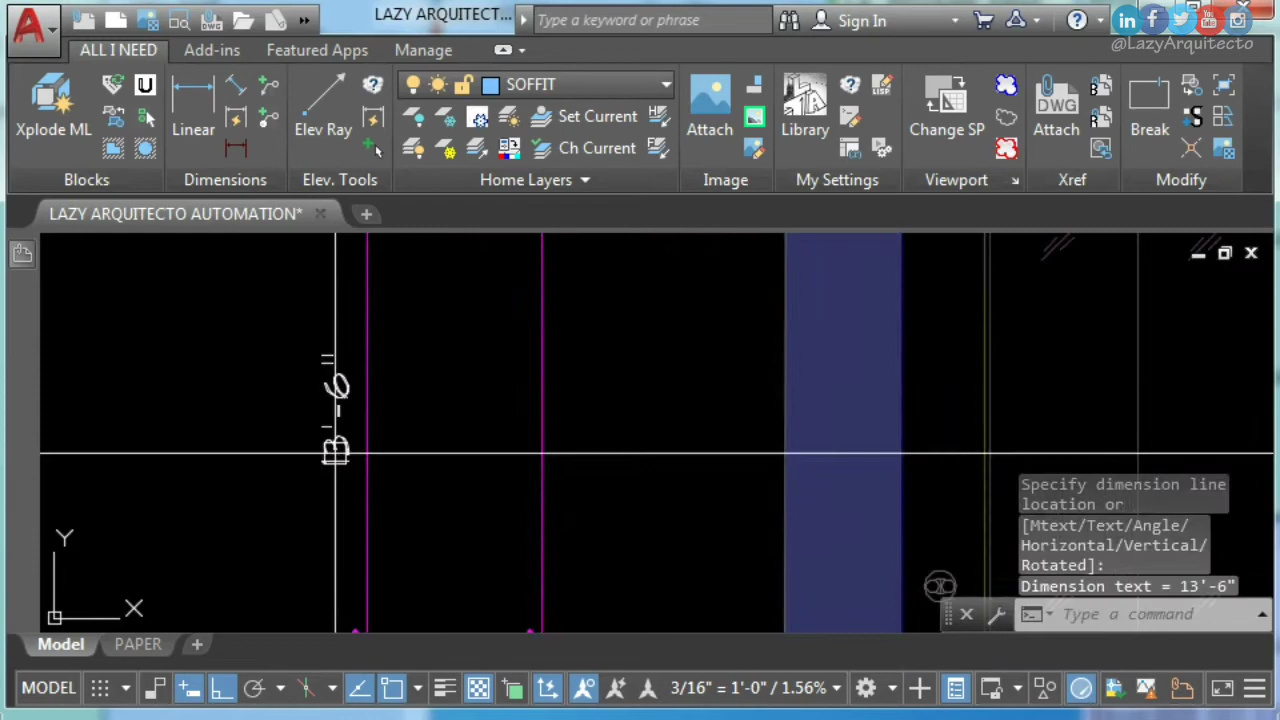 LAZY ARQUITECT...
Type a keyword or phrase
Sign In
@LazyArquitecto
ALL I NEED
Add-ins
Featured Apps
Manage
Xplode ML
Linear
Elev Ray
SOFFIT
Set Current
Ch Current
Attach
Library
Change SP
Attach
DWG
Break
Blocks
Dimensions
Elev. Tools
Home Layers
Image
My Settings
Viewport
Xref
Modify
LAZY ARQUITECTO AUTOMATION*
Specify dimension line
location or
[Mtext/Text/Angle/
Horizontal/Vertical/
Rotated]:
Dimension text = 13'-6"
Type a command
Y
X
Model
PAPER
MODEL
3/16" = 1'-0" / 1.56%